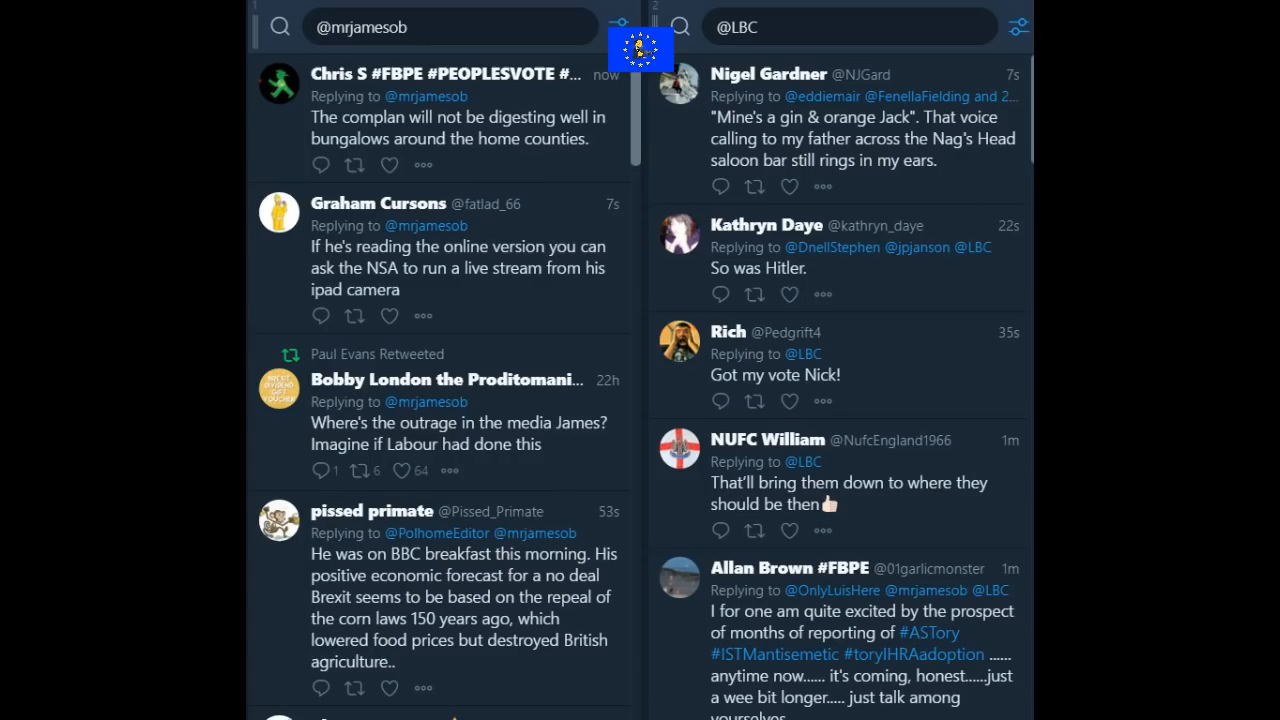 1
@mrjamesob
Chris S #FBPE #PEOPLESVOTE #... now
Replying to @mrjamesob
The complan will not be digesting well in
bungalows around the home counties.
Graham Cursons @fatlad_66 7s
Replying to @mrjamesob
If he's reading the online version you can
ask the NSA to run a live stream from his
ipad camera
Paul Evans Retweeted
Bobby London the Proditomani... 22h
Replying to @mrjamesob
Where's the outrage in the media James?
Imagine if Labour had done this
1 6 64
pissed primate @Pissed_Primate 53s
Replying to @PolhomeEditor @mrjamesob
He was on BBC breakfast this morning. His
positive economic forecast for a no deal
Brexit seems to be based on the repeal of
the corn laws 150 years ago, which
lowered food prices but destroyed British
agriculture..
2
@LBC
Nigel Gardner @NJGard 7s
Replying to @eddiemair @FenellaFielding and 2...
"Mine's a gin & orange Jack". That voice
calling to my father across the Nag's Head
saloon bar still rings in my ears.
Kathryn Daye @kathryn_daye 22s
Replying to @DnellStephen @jpjanson @LBC
So was Hitler.
Rich @Pedgrift4 35s
Replying to @LBC
Got my vote Nick!
NUFC William @NufcEngland1966 1m
Replying to @LBC
That'll bring them down to where they
should be then👍🏻
Allan Brown #FBPE @01garlicmonster 1m
Replying to @OnlyLuisHere @mrjamesob @LBC
I for one am quite excited by the prospect
of months of reporting of #ASTory
#ISTMantisemetic #toryIHRAadoption ......
anytime now...... it's coming, honest......just
a wee bit longer..... just talk among
yourselves